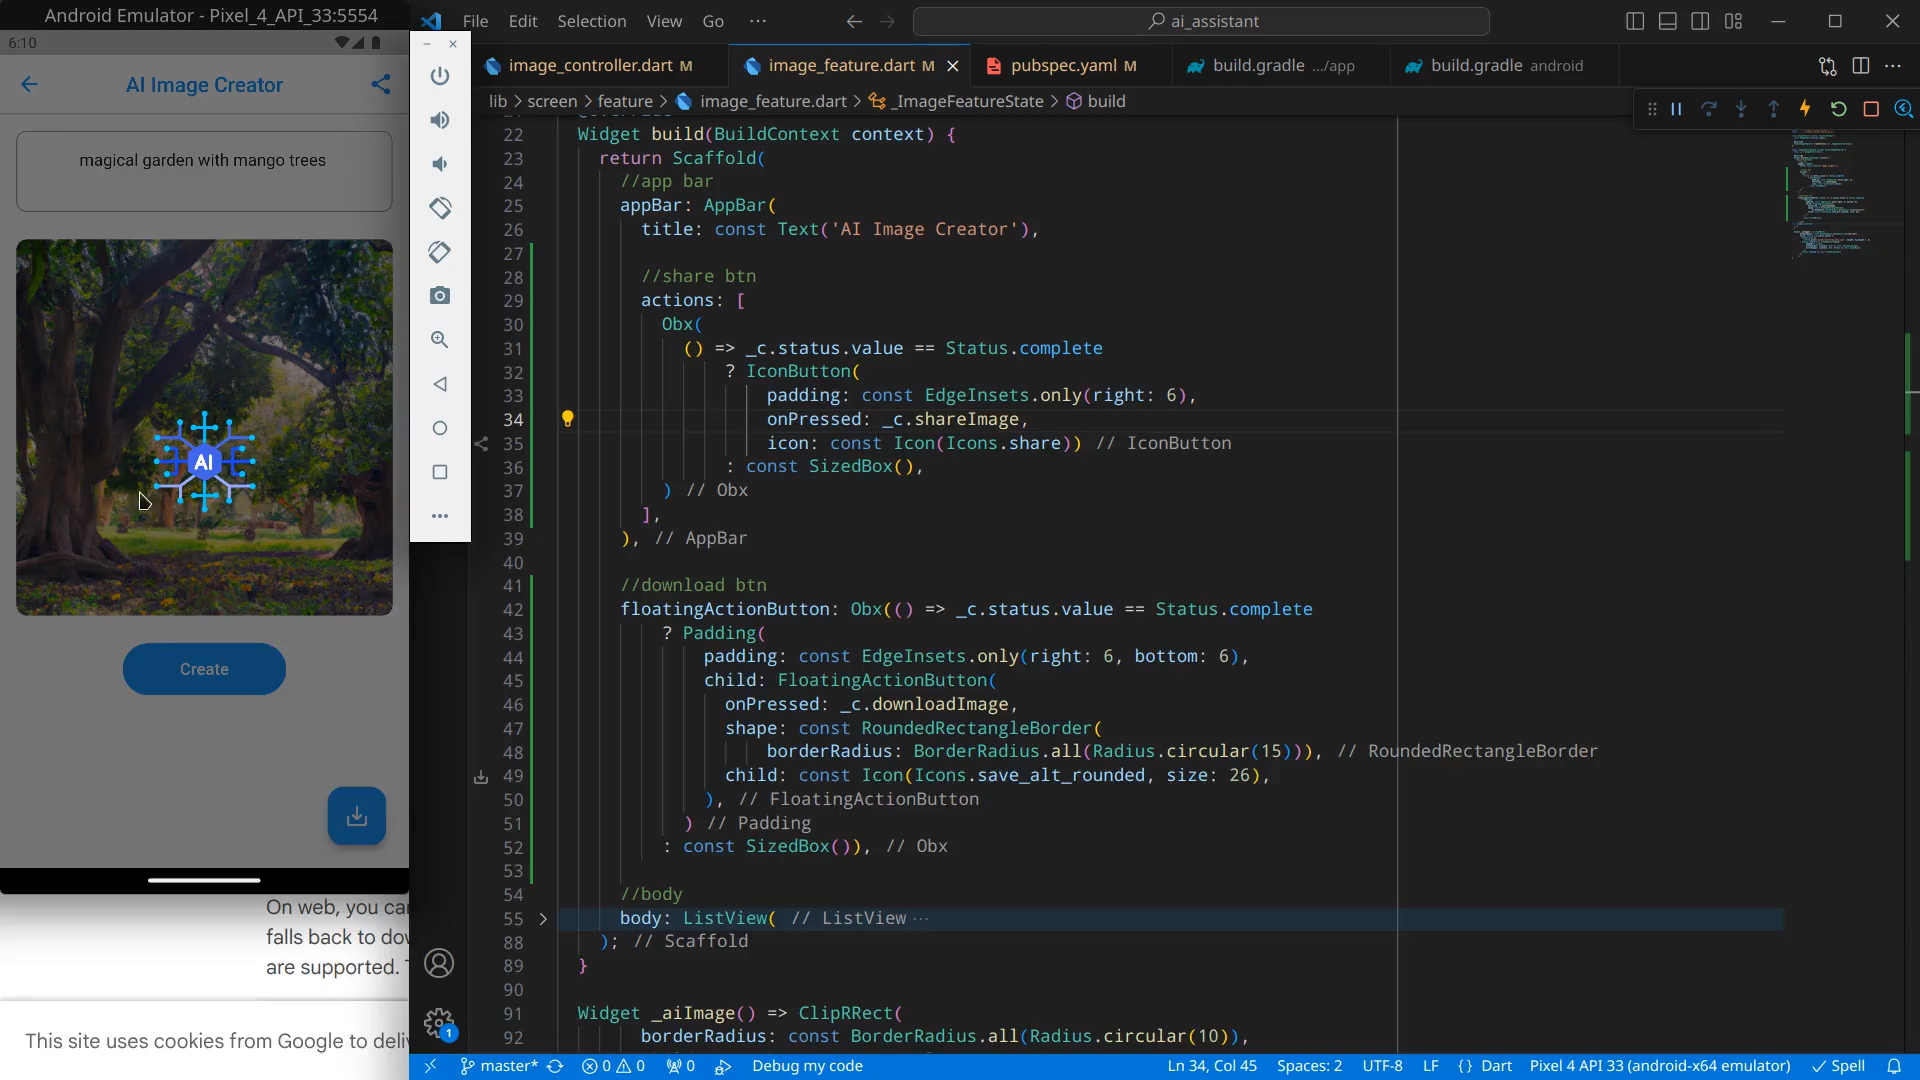 Android Emulator - Pixel_4_API_33:5554
6:10
AI Image Creator
magical garden with mango trees
AI
Create
On web, you can
falls back to dow
are supported.
This site uses cookies from Google to deliv
File Edit Selection View Go ···
ai_assistant
image_controller.dart M
image_feature.dart M
pubspec.yaml M
build.gradle .../app
build.gradle android
lib > screen > feature > image_feature.dart > _ImageFeatureState > build
22 Widget build(BuildContext context) {
23 return Scaffold(
24 //app bar
25 appBar: AppBar(
26 title: const Text('AI Image Creator'),
27
28 //share btn
29 actions: [
30 Obx(
31 () => _c.status.value == Status.complete
32 ? IconButton(
33 padding: const EdgeInsets.only(right: 6),
34 onPressed: _c.shareImage,
35 icon: const Icon(Icons.share)) // IconButton
36 : const SizedBox(),
37 ) // Obx
38 ],
39 ), // AppBar
40
41 //download btn
42 floatingActionButton: Obx(() => _c.status.value == Status.complete
43 ? Padding(
44 padding: const EdgeInsets.only(right: 6, bottom: 6),
45 child: FloatingActionButton(
46 onPressed: _c.downloadImage,
47 shape: const RoundedRectangleBorder(
48 borderRadius: BorderRadius.all(Radius.circular(15))), // RoundedRectangleBorder
49 child: const Icon(Icons.save_alt_rounded, size: 26),
50 ), // FloatingActionButton
51 ) // Padding
52 : const SizedBox()), // Obx
53
54 //body
55 body: ListView( // ListView ···
88 ); // Scaffold
89 }
90
91 Widget _aiImage() => ClipRRect(
92 borderRadius: const BorderRadius.all(Radius.circular(10)),
1
master* 0 0 0 Debug my code Ln 34, Col 45 Spaces: 2 UTF-8 LF {} Dart Pixel 4 API 33 (android-x64 emulator) Spell